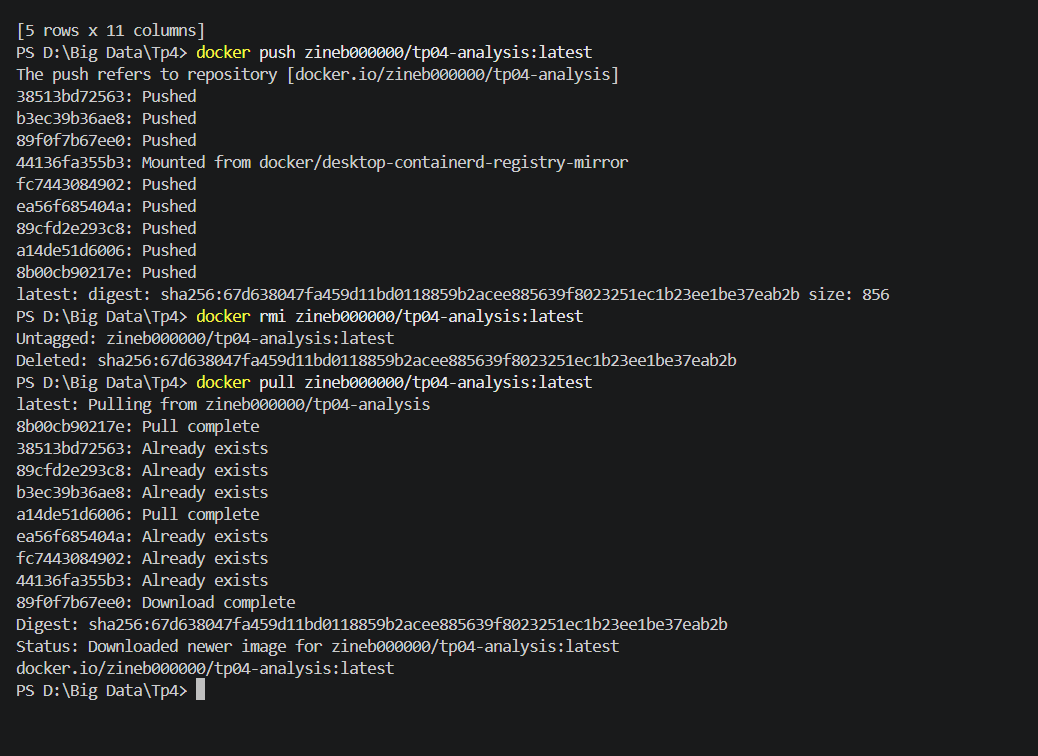 [5 rows x 11 columns]
PS D:\Big Data\Tp4> docker push zineb000000/tp04-analysis:latest
The push refers to repository [docker.io/zineb000000/tp04-analysis]
38513bd72563: Pushed
b3ec39b36ae8: Pushed
89f0f7b67ee0: Pushed
44136fa355b3: Mounted from docker/desktop-containerd-registry-mirror
fc7443084902: Pushed
ea56f685404a: Pushed
89cfd2e293c8: Pushed
a14de51d6006: Pushed
8b00cb90217e: Pushed
latest: digest: sha256:67d638047fa459d11bd0118859b2acee885639f8023251ec1b23ee1be37eab2b size: 856
PS D:\Big Data\Tp4> docker rmi zineb000000/tp04-analysis:latest
Untagged: zineb000000/tp04-analysis:latest
Deleted: sha256:67d638047fa459d11bd0118859b2acee885639f8023251ec1b23ee1be37eab2b
PS D:\Big Data\Tp4> docker pull zineb000000/tp04-analysis:latest
latest: Pulling from zineb000000/tp04-analysis
8b00cb90217e: Pull complete
38513bd72563: Already exists
89cfd2e293c8: Already exists
b3ec39b36ae8: Already exists
a14de51d6006: Pull complete
ea56f685404a: Already exists
fc7443084902: Already exists
44136fa355b3: Already exists
89f0f7b67ee0: Download complete
Digest: sha256:67d638047fa459d11bd0118859b2acee885639f8023251ec1b23ee1be37eab2b
Status: Downloaded newer image for zineb000000/tp04-analysis:latest
docker.io/zineb000000/tp04-analysis:latest
PS D:\Big Data\Tp4>